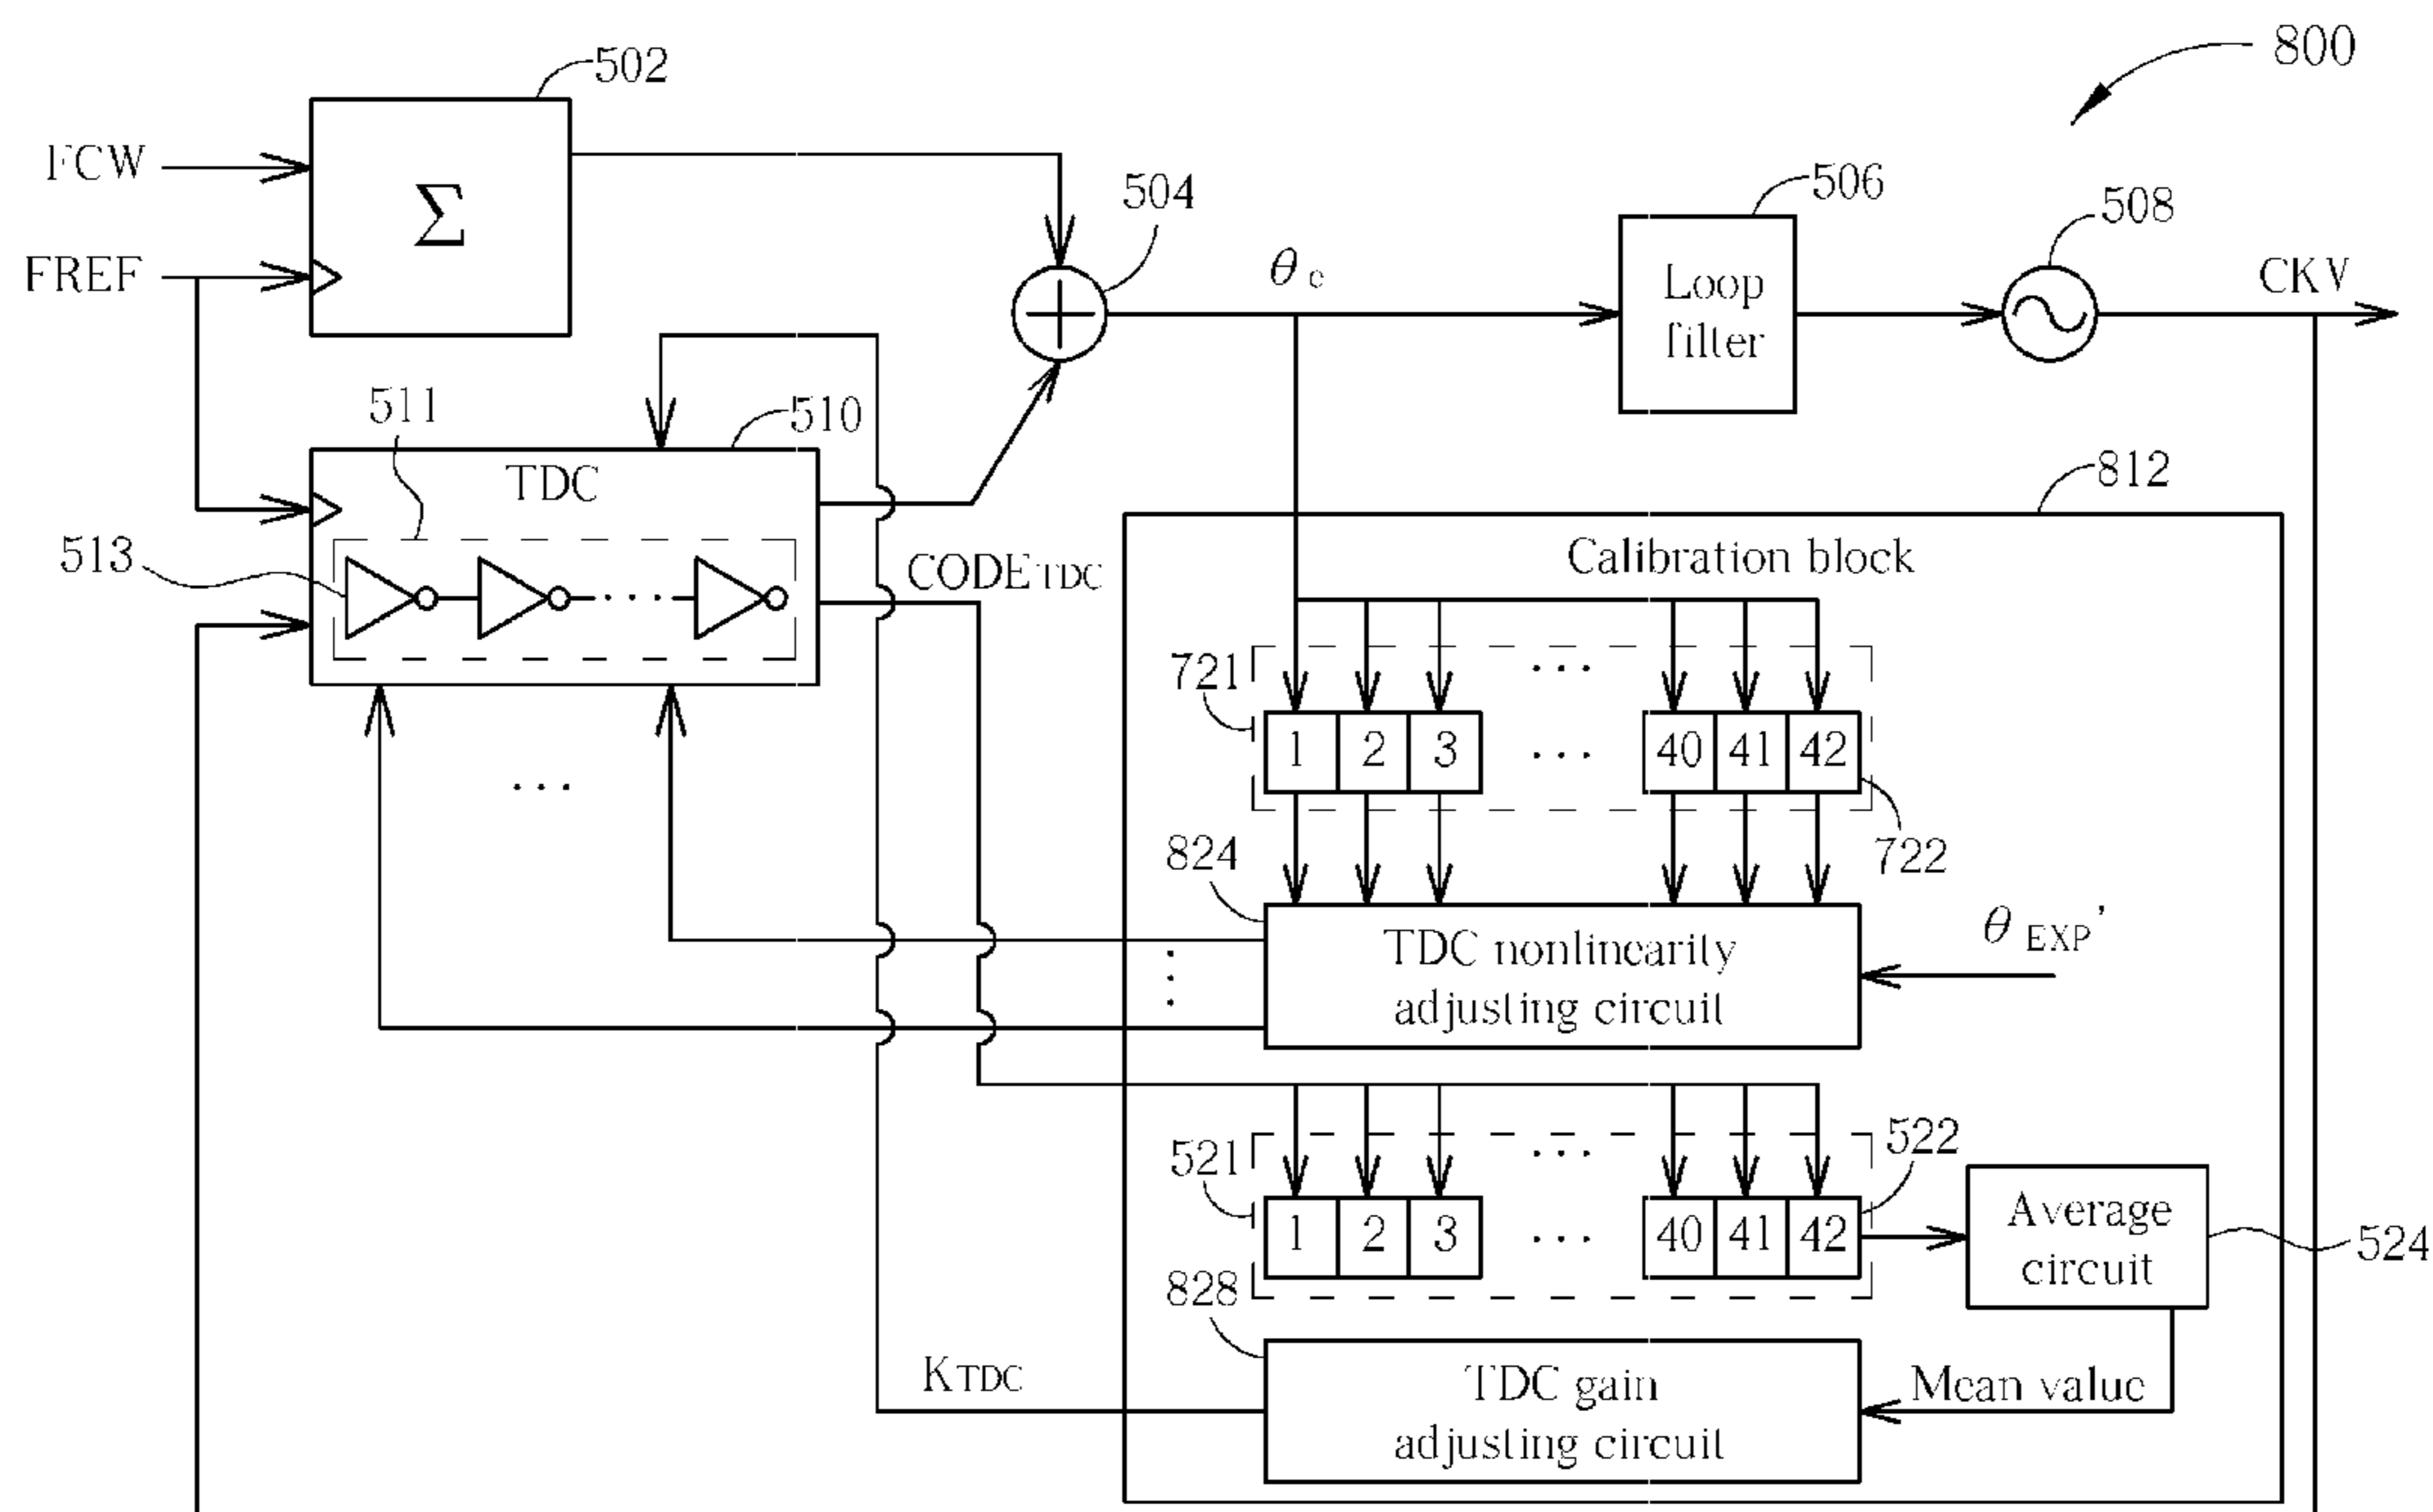 800
502
FCW
Σ
FREF
504
θe
506
Loop
filter
508
CKV
511
510
TDC
513
CODETDC
812
Calibration block
721
...
1 2 3 ... 40 41 42
722
...
824
TDC nonlinearity
adjusting circuit
θEXP'
521
...
522
1 2 3 ... 40 41 42
Average
circuit
524
828
KTDC
TDC gain
adjusting circuit
Mean value